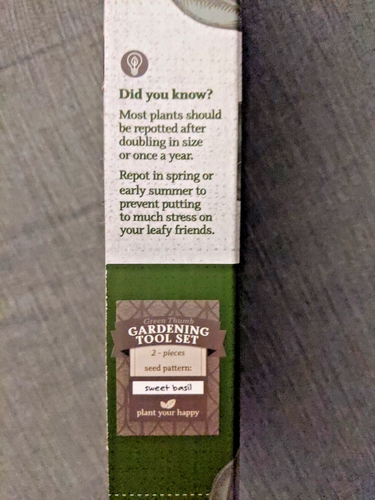 Did you know?
Most plants should
be repotted after
doubling in size
or once a year.
Repot in spring or
early summer to
prevent putting
to much stress on
your leafy friends.
Green Thumb
GARDENING
TOOL SET
2 - pieces
seed pattern:
sweet basil
plant your happy